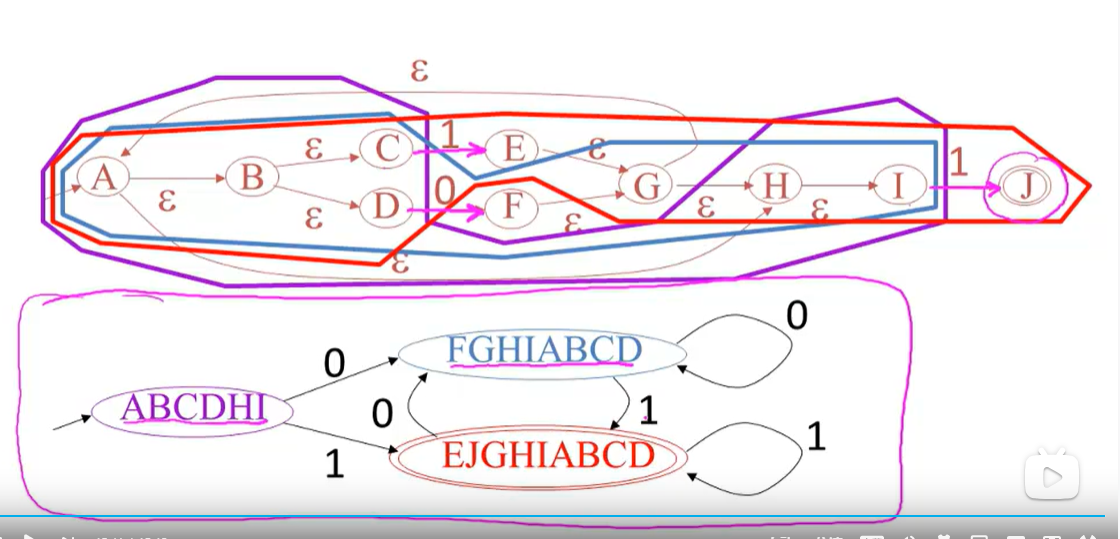 ε
C 1 E ε
ε
A B G H I 1 J
ε
ε D 0 F ε ε ε
ε
0
FGHIABCD
0
ABCDHI 0 1
1 EJGHIABCD 1